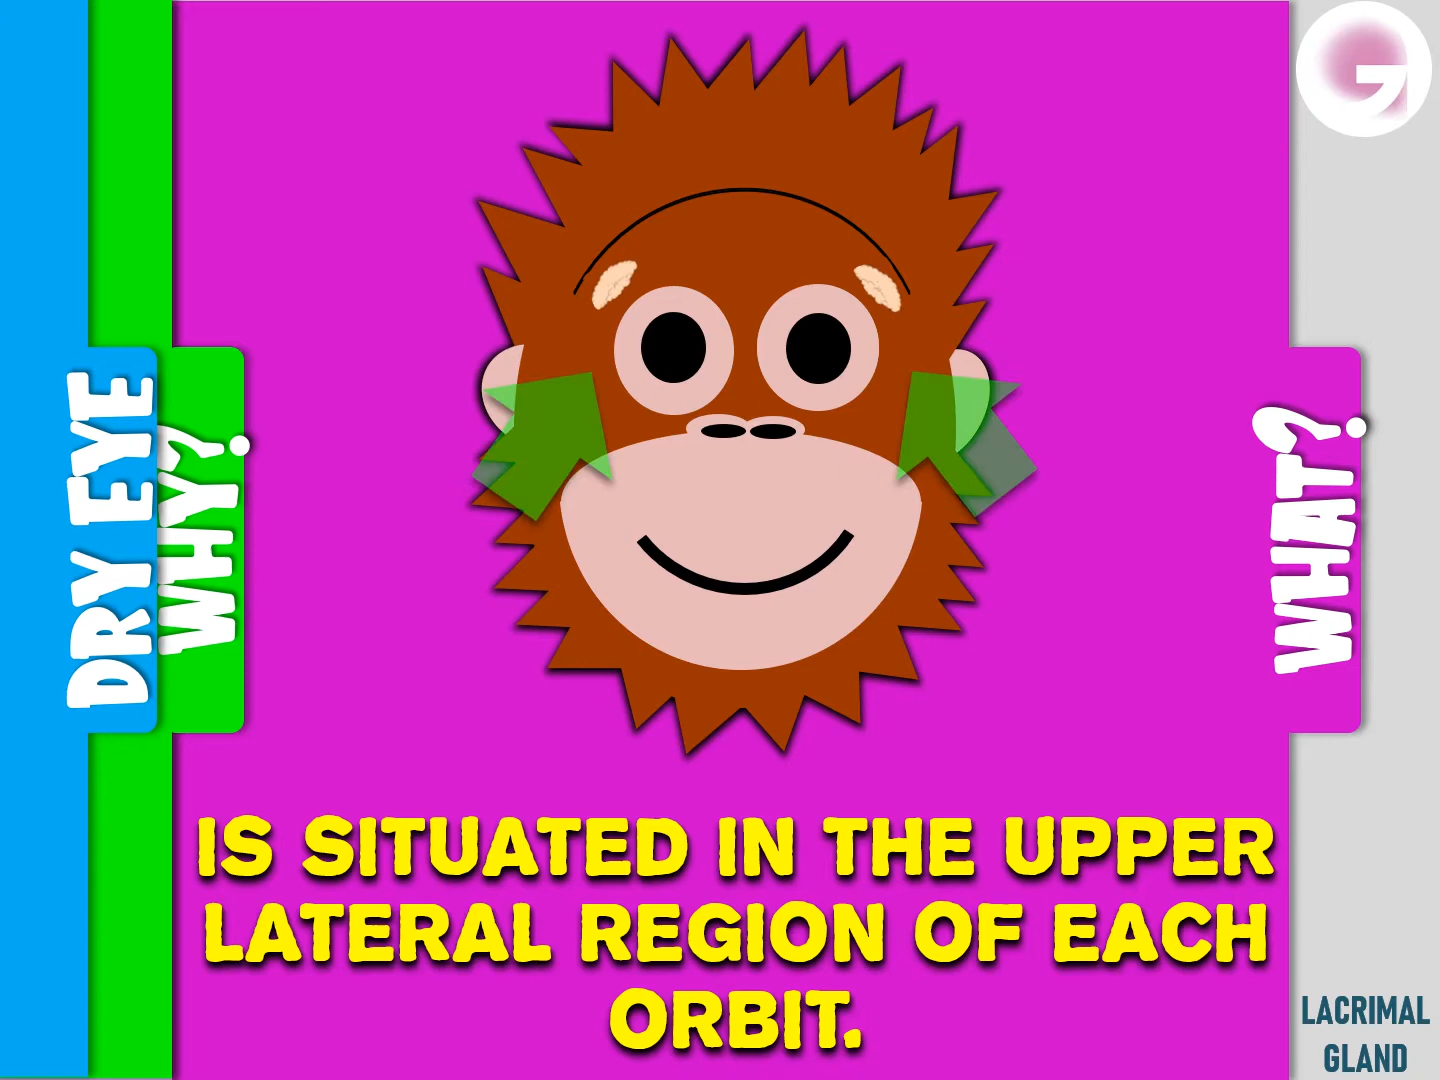 DRY EYE
WHY?
WHAT?
IS SITUATED IN THE UPPER
LATERAL REGION OF EACH
ORBIT.
LACRIMAL
GLAND